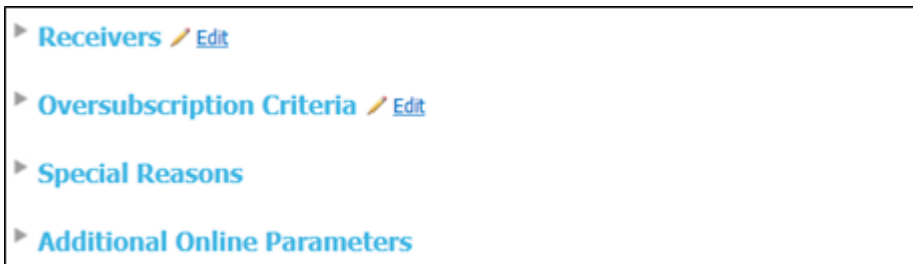 Receivers Edit
Oversubscription Criteria Edit
Special Reasons
Additional Online Parameters